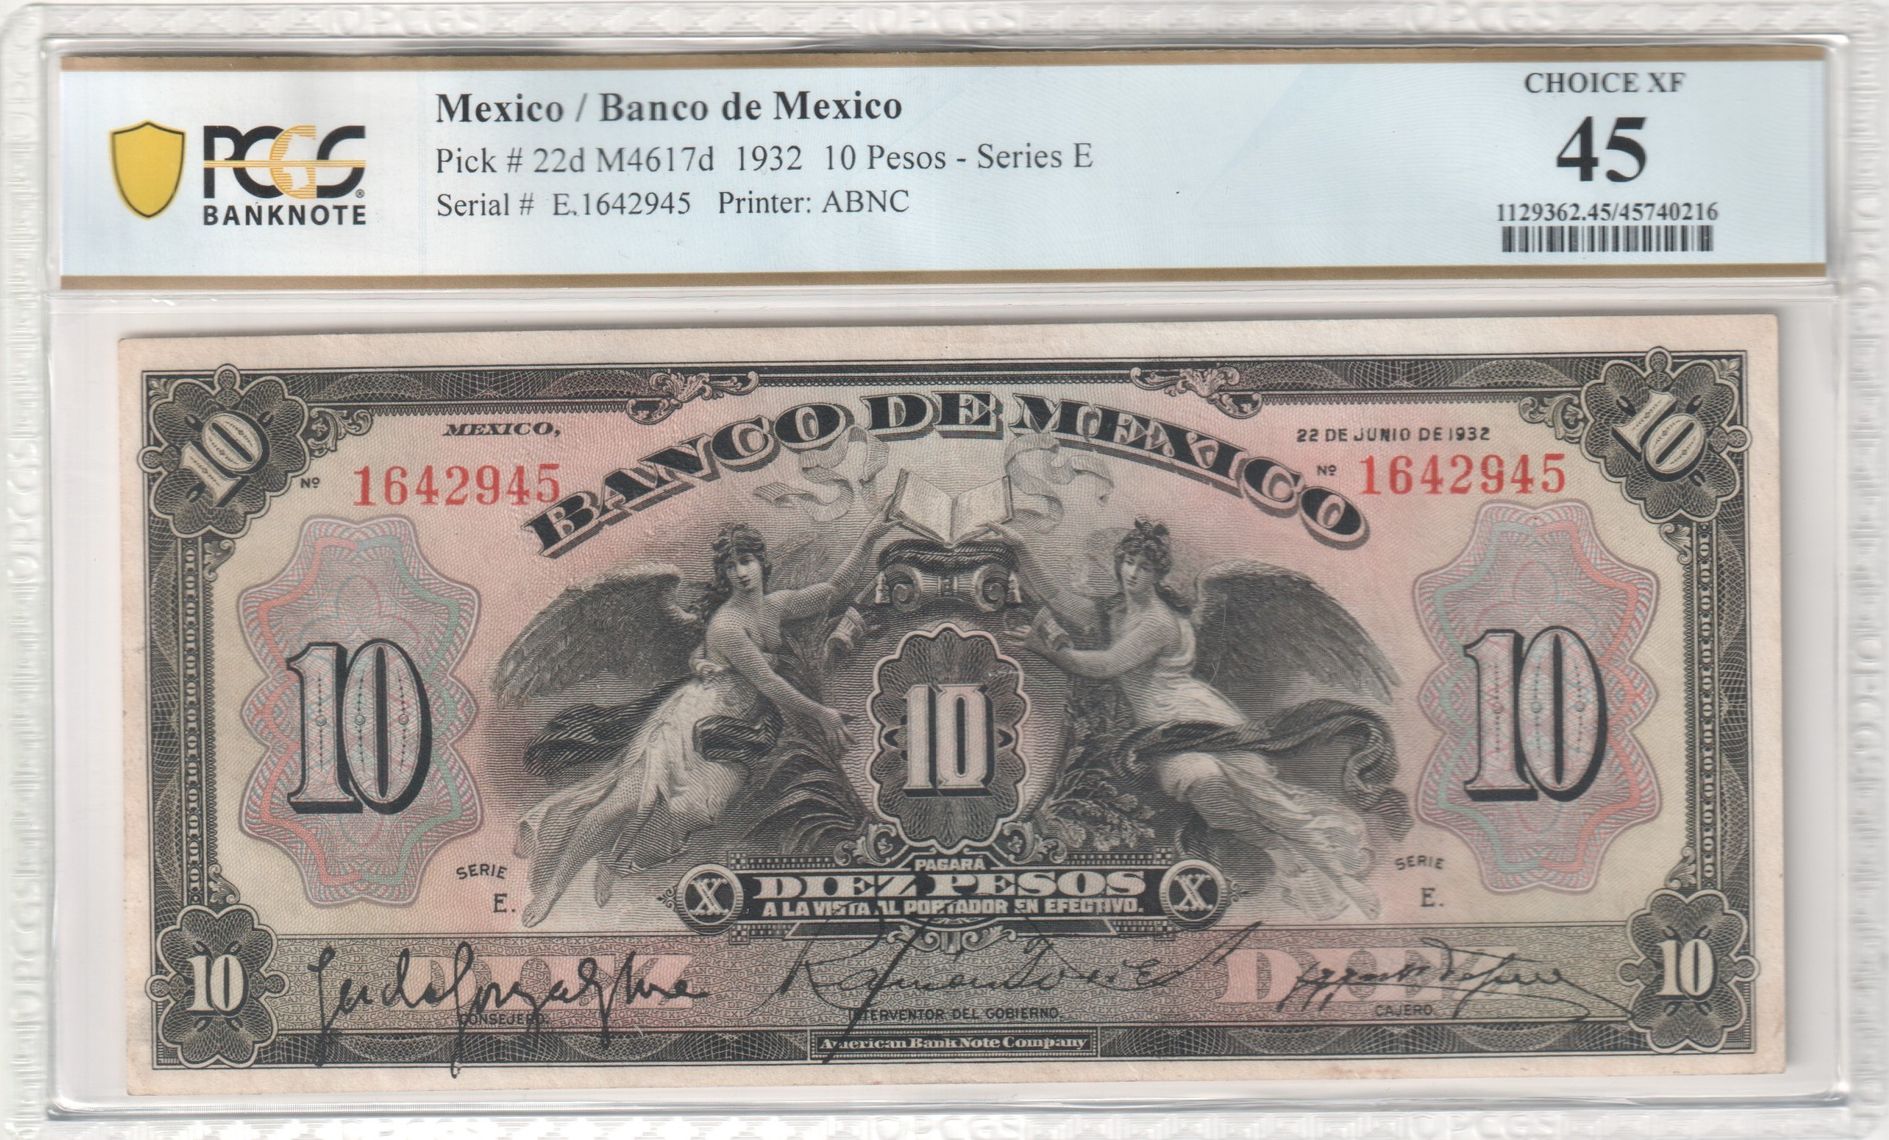 PCGS
BANKNOTE
Mexico / Banco de Mexico
Pick # 22d M4617d 1932 10 Pesos - Series E
Serial # E.1642945 Printer: ABNC
CHOICE XF
45
1129362.45/45740216
10
10
BANCO DE MEXICO
MEXICO,
22 DE JUNIO DE 1932
Nº 1642945
Nº 1642945
10
10
10
SERIE
E.
SERIE
E.
PAGARÁ
X DIEZ PESOS X
A LA VISTA AL PORTADOR EN EFECTIVO.
10
DIEZ
DIEZ
10
CONSEJERO.
INTERVENTOR DEL GOBIERNO.
CAJERO.
American Bank Note Company